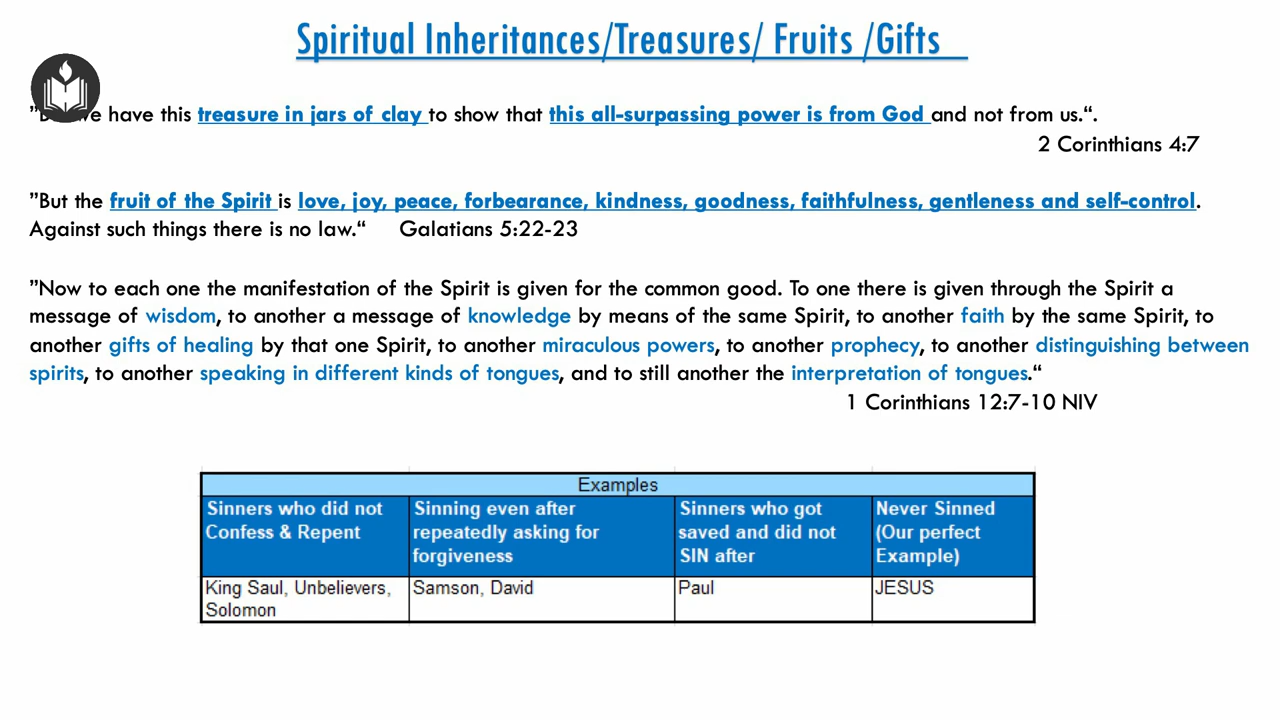 Spiritual Inheritances/Treasures/ Fruits /Gifts
”But we have this treasure in jars of clay to show that this all-surpassing power is from God and not from us.“.
2 Corinthians 4:7
”But the fruit of the Spirit is love, joy, peace, forbearance, kindness, goodness, faithfulness, gentleness and self-control.
Against such things there is no law.“ Galatians 5:22-23
”Now to each one the manifestation of the Spirit is given for the common good. To one there is given through the Spirit a
message of wisdom, to another a message of knowledge by means of the same Spirit, to another faith by the same Spirit, to
another gifts of healing by that one Spirit, to another miraculous powers, to another prophecy, to another distinguishing between
spirits, to another speaking in different kinds of tongues, and to still another the interpretation of tongues.“
1 Corinthians 12:7-10 NIV
Examples
Sinners who did not
Confess & Repent
Sinning even after
repeatedly asking for
forgiveness
Sinners who got
saved and did not
SIN after
Never Sinned
(Our perfect
Example)
King Saul, Unbelievers,
Solomon
Samson, David
Paul
JESUS